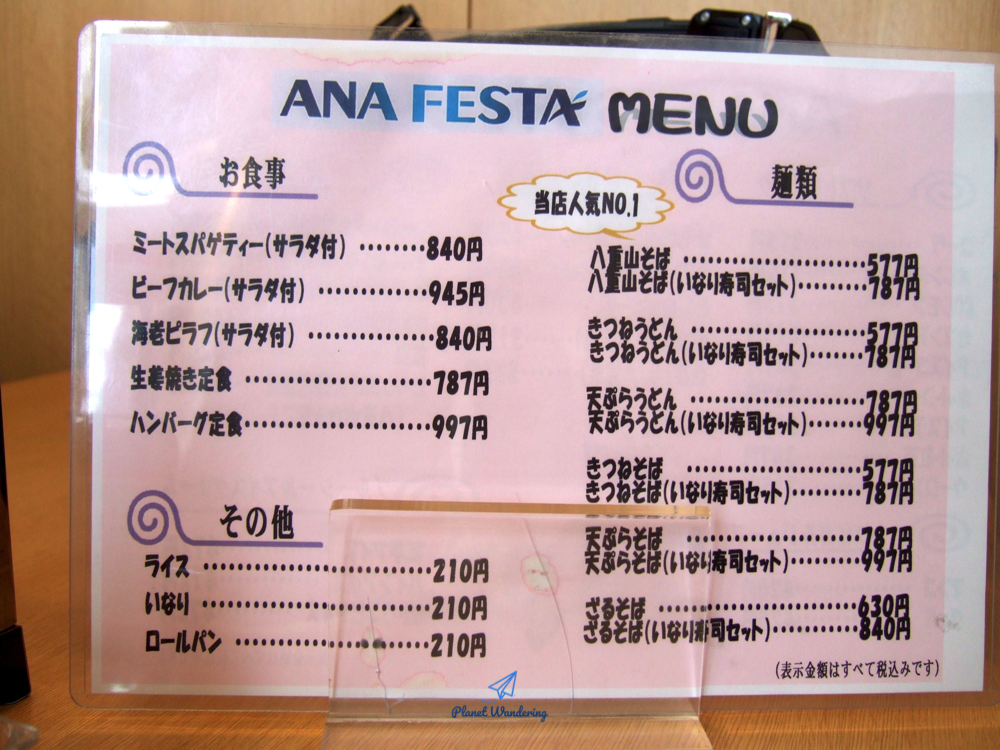 ANA FESTA MENU
お食事
ミートスパゲティー(サラダ付) ········840円
ビーフカレー(サラダ付) ·············945円
海老ピラフ(サラダ付) ···············840円
生姜焼き定食 ······················787円
ハンバーグ定食······················997円
その他
ライス ···························210円
いなり ···························210円
ロールパン ·······················210円
当店人気NO.1
麺類
八重山そば ·····················577円
八重山そば(いなり寿司セット)·········787円
きつねうどん ····················577円
きつねうどん(いなり寿司セット)········787円
天ぷらうどん ····················787円
天ぷらうどん(いなり寿司セット)·······997円
きつねそば ·····················577円
きつねそば(いなり寿司セット)·········787円
天ぷらそば ·····················787円
天ぷらそば(いなり寿司セット)·········997円
ざるそば ·······················630円
ざるそば(いなり寿司セット)···········840円
(表示金額はすべて税込みです)
Planet Wandering